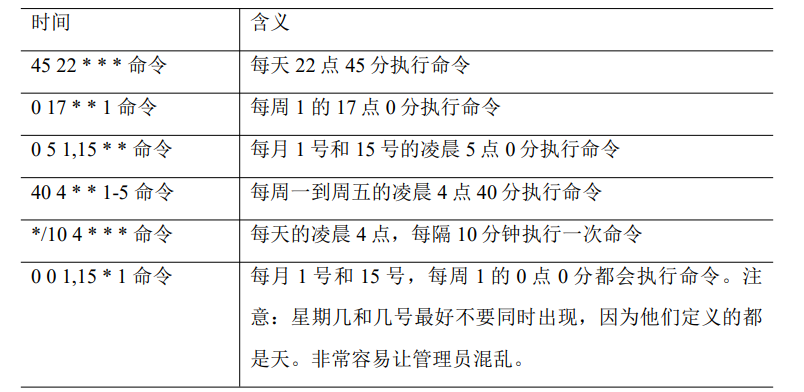 时间 含义
45 22 * * * 命令 每天 22 点 45 分执行命令
0 17 * * 1 命令 每周 1 的 17 点 0 分执行命令
0 5 1,15 * * 命令 每月 1 号和 15 号的凌晨 5 点 0 分执行命令
40 4 * * 1-5 命令 每周一到周五的凌晨 4 点 40 分执行命令
*/10 4 * * * 命令 每天的凌晨 4 点，每隔 10 分钟执行一次命令
0 0 1,15 * 1 命令 每月 1 号和 15 号，每周 1 的 0 点 0 分都会执行命令。注
意：星期几和几号最好不要同时出现，因为他们定义的都
是天。非常容易让管理员混乱。